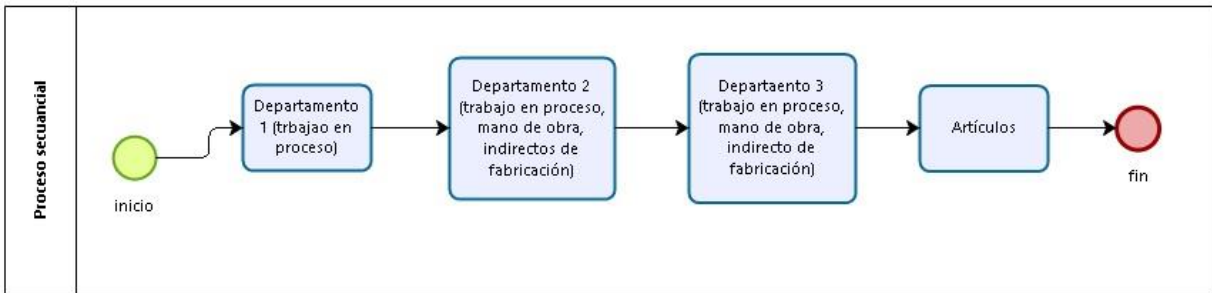 Proceso secuancial
inicio
Departamento
1 (trbajao en
proceso)
Departamento 2
(trabajo en proceso,
mano de obra,
indirectos de
fabricación)
Departaento 3
(trabajo en proceso,
mano de obra,
indirecto de
fabricación)
Artículos
fin